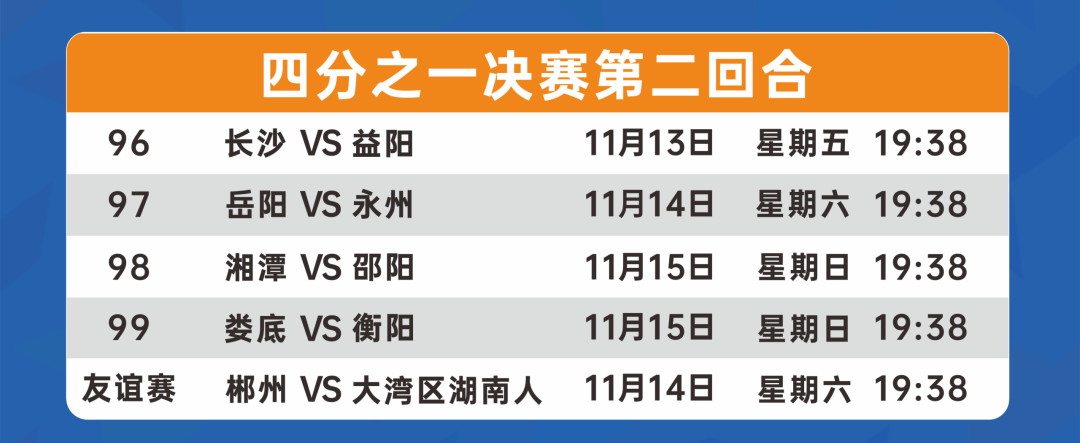 四分之一决赛第二回合
96 长沙 VS 益阳 11月13日 星期五 19:38
97 岳阳 VS 永州 11月14日 星期六 19:38
98 湘潭 VS 邵阳 11月15日 星期日 19:38
99 娄底 VS 衡阳 11月15日 星期日 19:38
友谊赛 郴州 VS 大湾区湖南人 11月14日 星期六 19:38